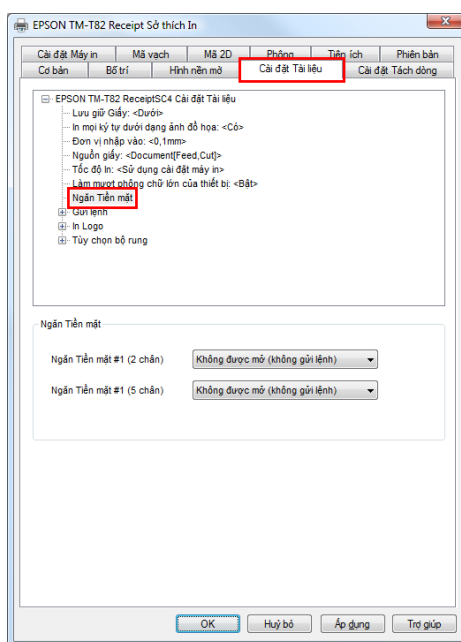 EPSON TM-T82 Receipt Sở thích In
Cài đặt Máy in Mã vạch Mã 2D Phông Tiện ích Phiên bản
Cơ bản Bố trí Hình nền mờ Cài đặt Tài liệu Cài đặt Tách dòng
EPSON TM-T82 ReceiptSC4 Cài đặt Tài liệu
Lưu giữ Giấy: <Dưới>
In mọi ký tự dưới dạng ảnh đồ họa: <Có>
Đơn vị nhập vào: <0,1mm>
Nguồn giấy: <Document[Feed,Cut]>
Tốc độ In: <Sử dụng cài đặt máy in>
Làm mượt phông chữ lớn của thiết bị: <Bật>
Ngăn Tiền mặt
Gửi lệnh
In Logo
Tùy chọn bộ rung
Ngăn Tiền mặt
Ngăn Tiền mặt #1 (2 chân) Không được mở (không gửi lệnh)
Ngăn Tiền mặt #1 (5 chân) Không được mở (không gửi lệnh)
OK Huỷ bỏ Áp dụng Trợ giúp